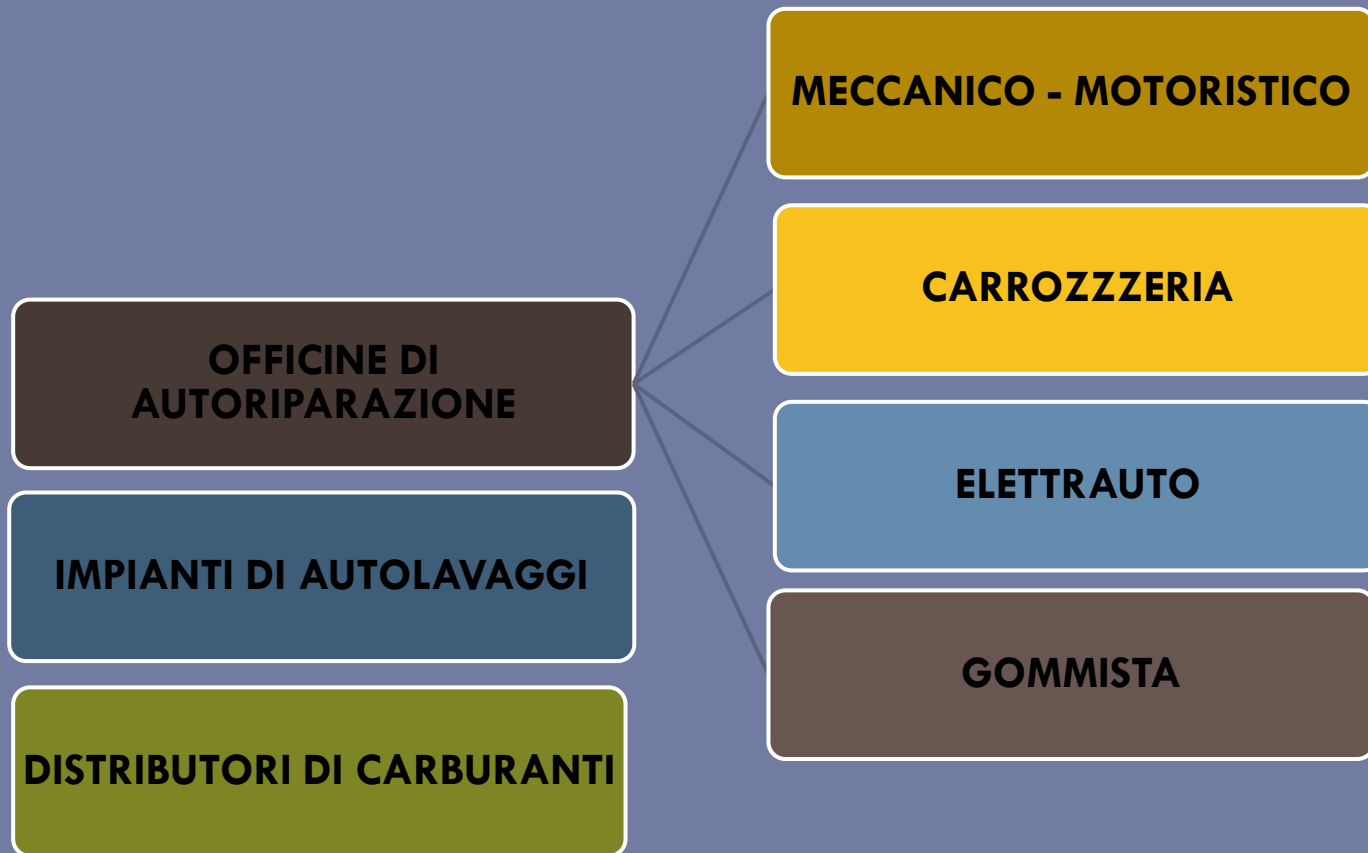 OFFICINE DI
AUTORIPARAZIONE
IMPIANTI DI AUTOLAVAGGI
DISTRIBUTORI DI CARBURANTI
MECCANICO - MOTORISTICO
CARROZZZERIA
ELETTRAUTO
GOMMISTA